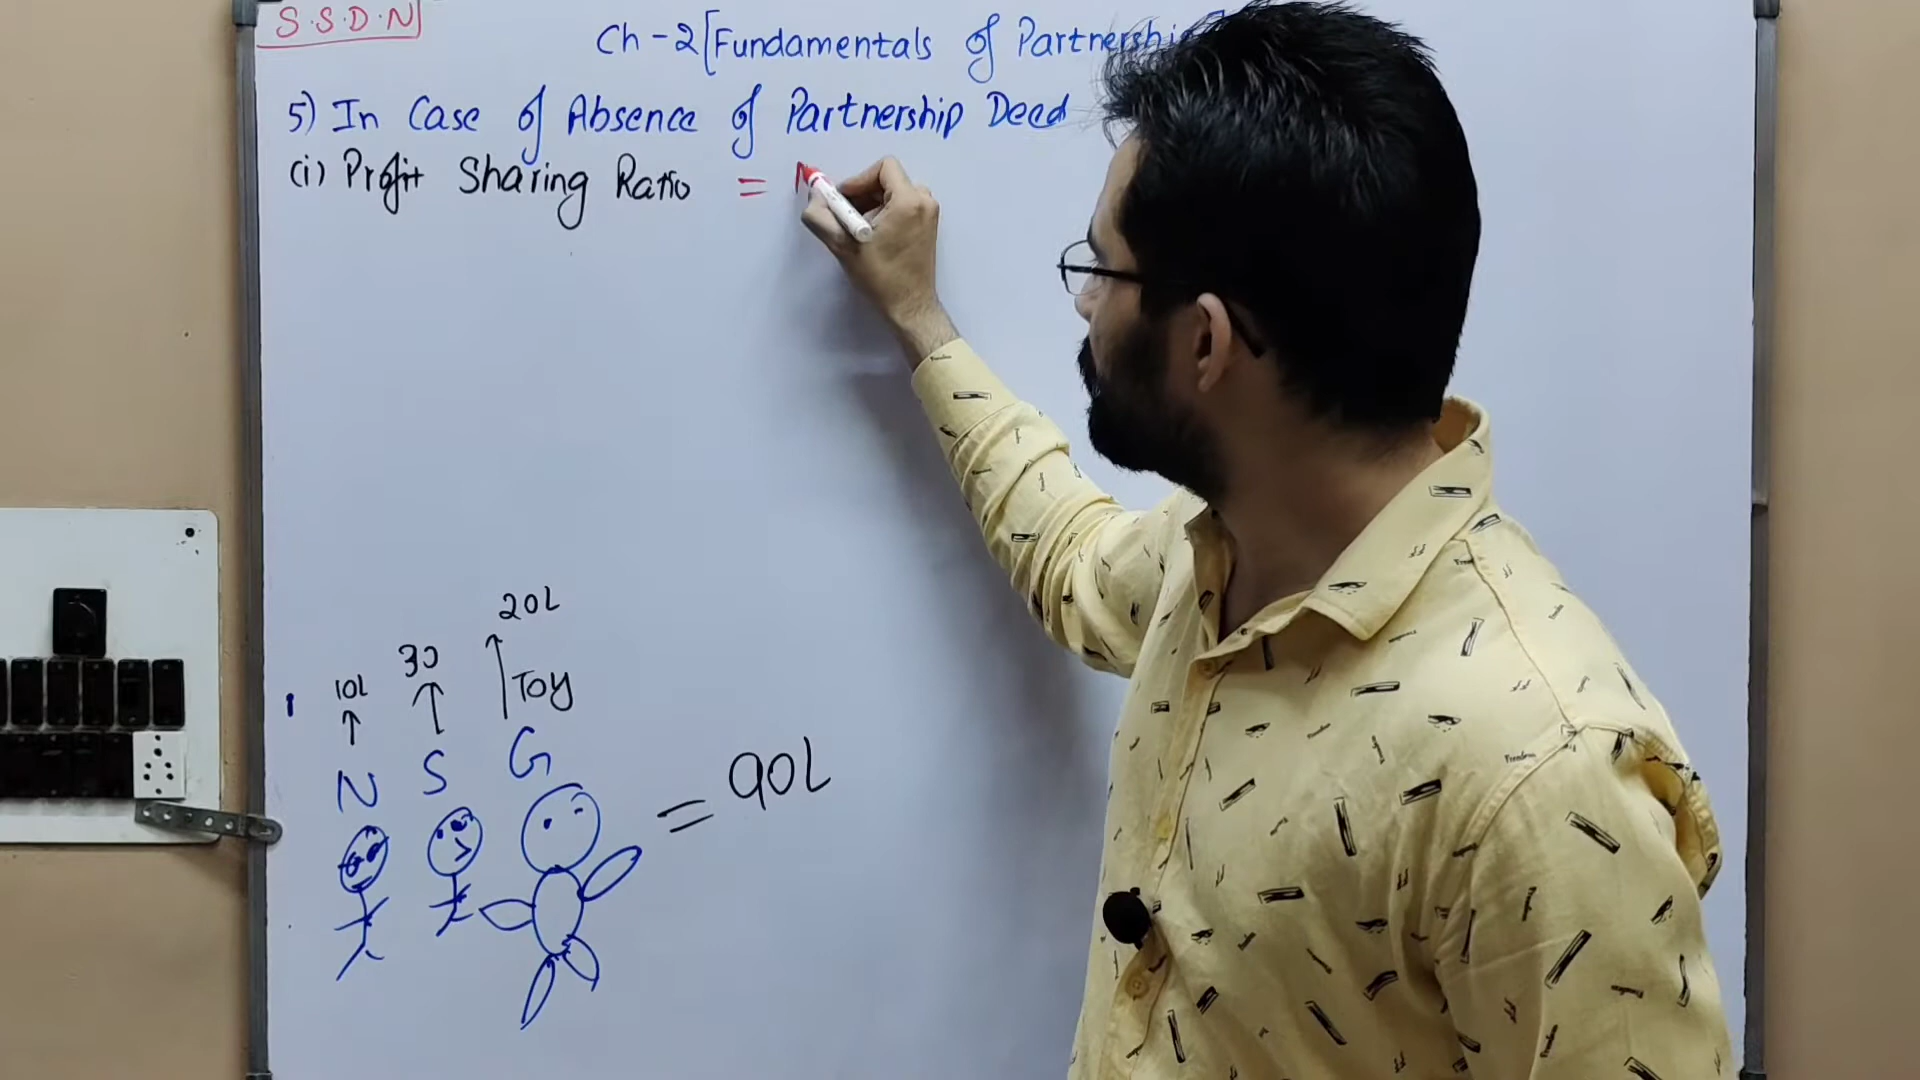 S.S.D.N
Ch-2[Fundamentals of Partnership]
5) In Case of Absence of Partnership Deed
(i) Profit Sharing Ratio =
20L
30
10L
Toy
N S G
= 90L